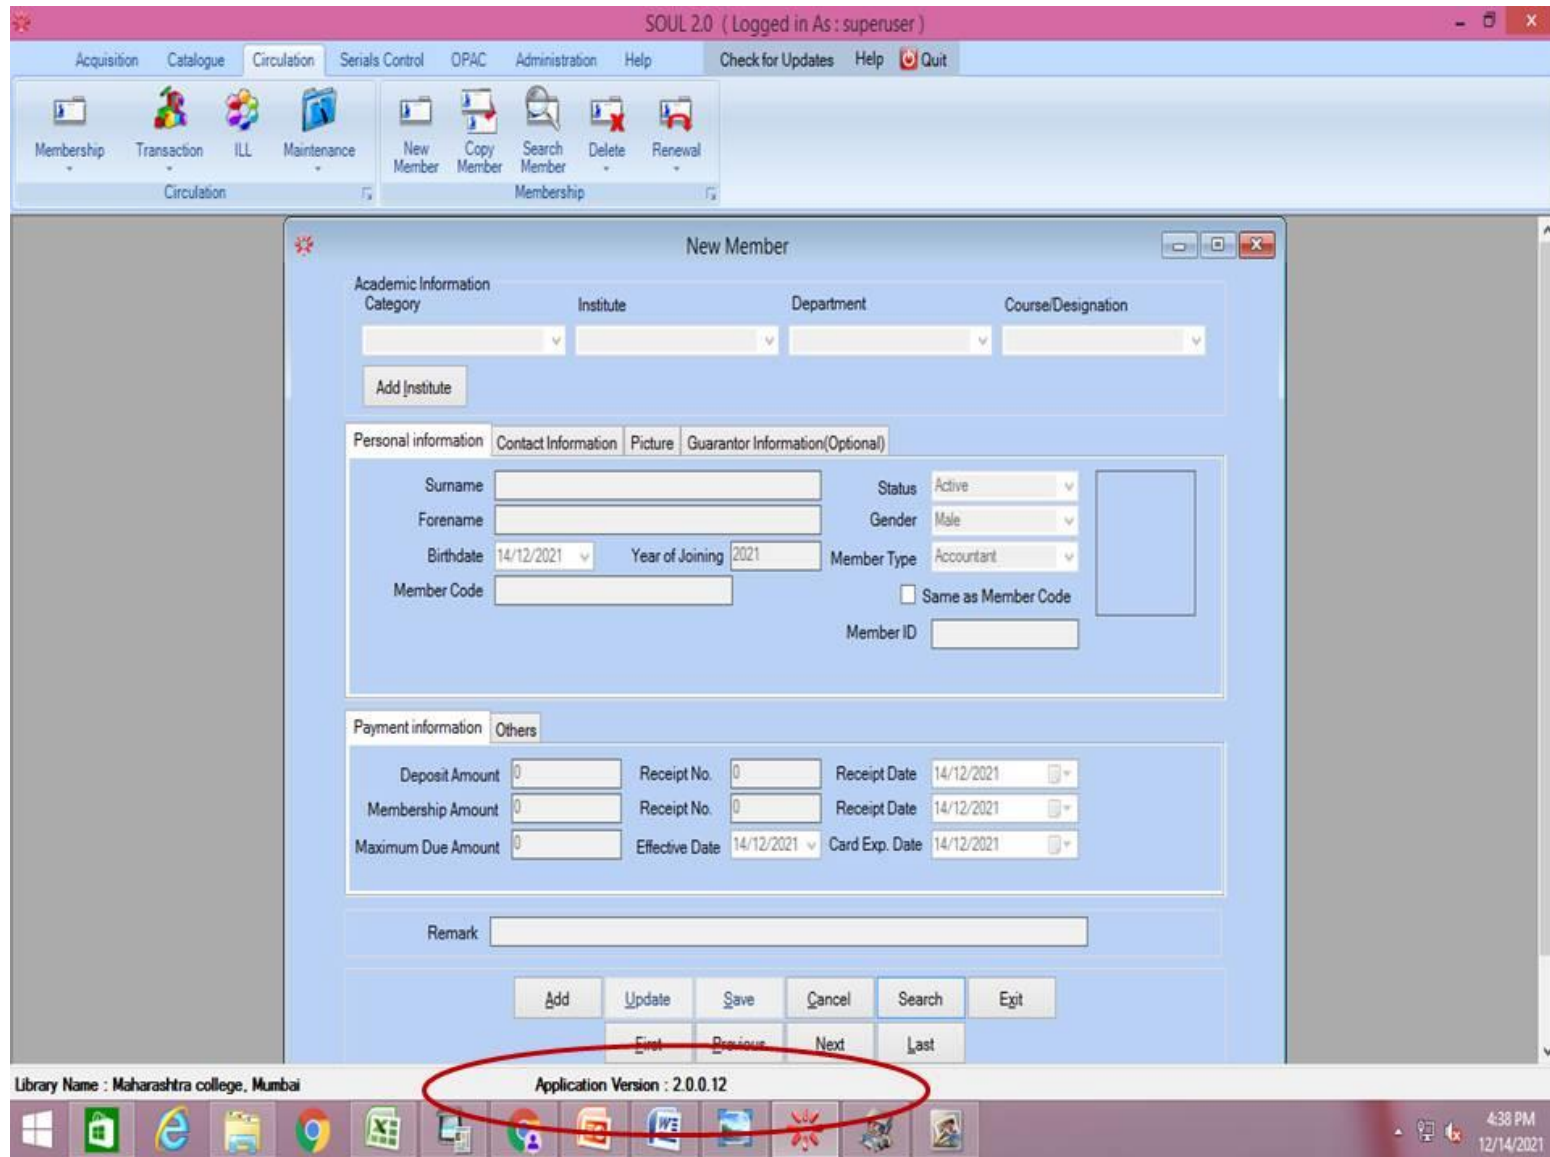 SOUL 2.0 ( Logged in As : superuser )
Acquisition Catalogue Circulation Serials Control OPAC Administration Help Check for Updates Help Quit
Membership Transaction ILL Maintenance New Member Copy Member Search Member Delete Renewal
Circulation Membership
New Member
Academic Information
Category Institute Department Course/Designation
Add Institute
Personal information Contact Information Picture Guarantor Information(Optional)
Surname Status Active
Forename Gender Male
Birthdate 14/12/2021 Year of Joining 2021 Member Type Accountant
Member Code Same as Member Code
Member ID
Payment information Others
Deposit Amount 0 Receipt No. 0 Receipt Date 14/12/2021
Membership Amount 0 Receipt No. 0 Receipt Date 14/12/2021
Maximum Due Amount 0 Effective Date 14/12/2021 Card Exp. Date 14/12/2021
Remark
Add Update Save Cancel Search Exit
First Previous Next Last
Library Name : Maharashtra college, Mumbai Application Version : 2.0.0.12
4:38 PM
12/14/2021